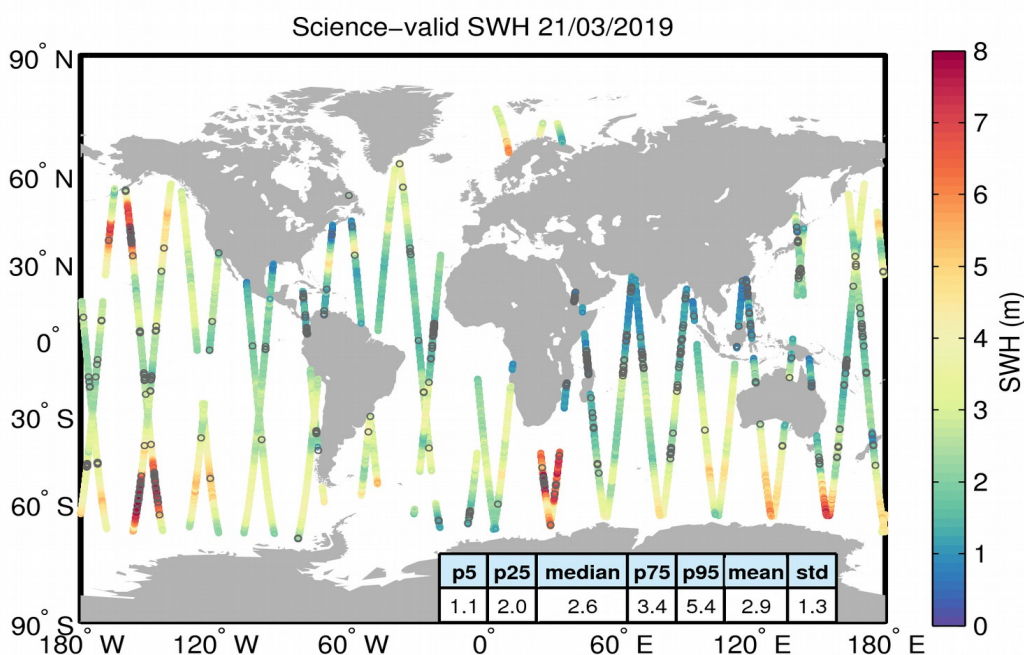 Science−valid SWH 21/03/2019
90° N
60° N
30° N
0°
30° S
60° S
90° S
180° W
120° W
60° W
0°
60° E
120° E
180° E
p5 p25 median p75 p95 mean std
1.1 2.0 2.6 3.4 5.4 2.9 1.3
8
7
6
5
4
3
2
1
0
SWH (m)